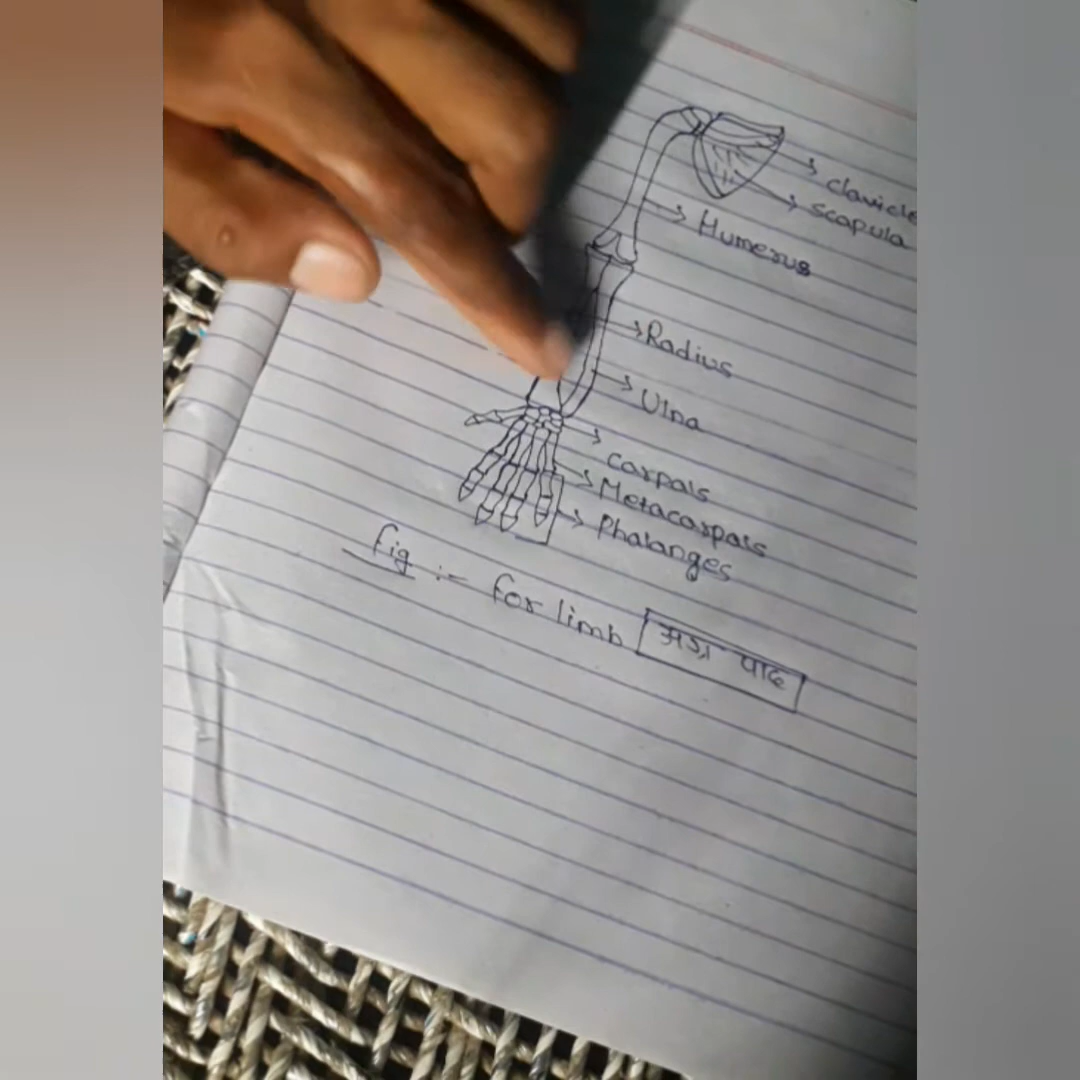 clavicle
scapula
Humerus
Radius
Ulna
carpals
Metacarpals
Phalanges
fig :- for limb अग्र पाद